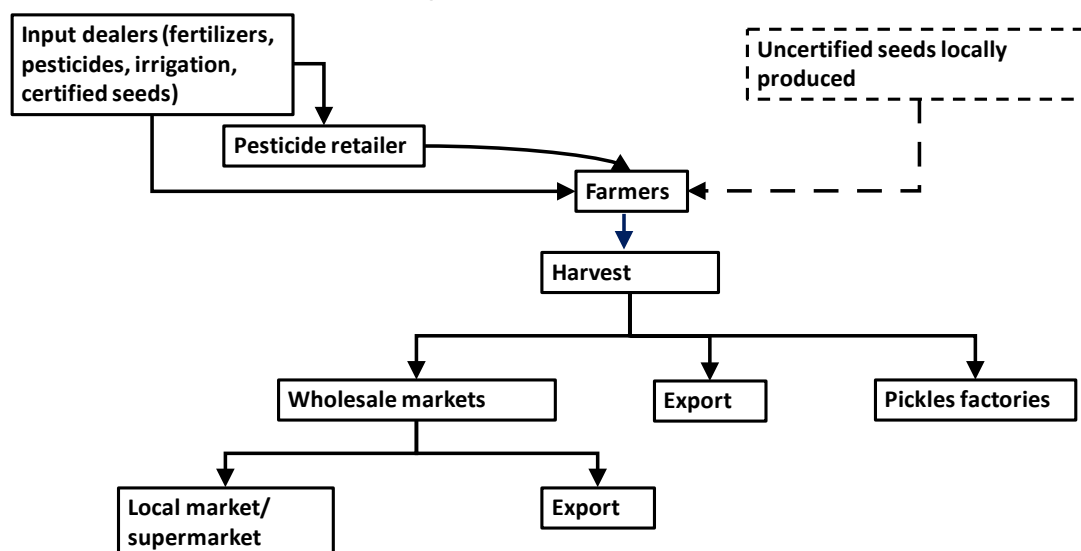 Input dealers (fertilizers,
pesticides, irrigation,
certified seeds)
Uncertified seeds locally
produced
Pesticide retailer
Farmers
Harvest
Wholesale markets
Export
Pickles factories
Local market/
supermarket
Export